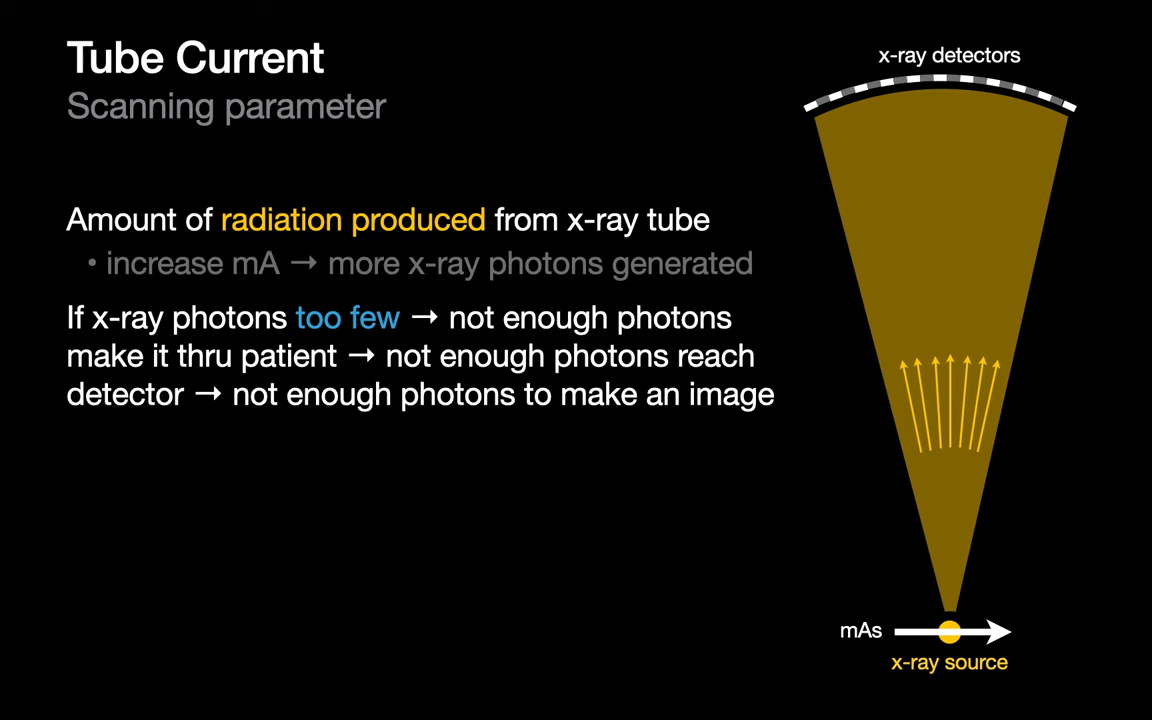 Tube Current
Scanning parameter
x-ray detectors
Amount of radiation produced from x-ray tube
• increase mA → more x-ray photons generated
If x-ray photons too few → not enough photons
make it thru patient → not enough photons reach
detector → not enough photons to make an image
mAs
x-ray source